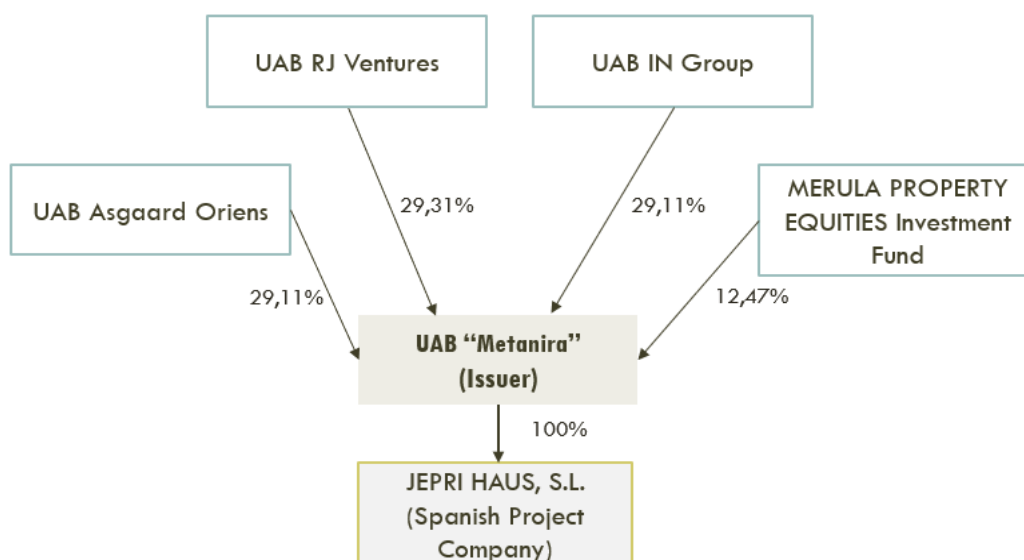 UAB RJ Ventures
UAB IN Group
UAB Asgaard Oriens
MERULA PROPERTY
EQUITIES Investment
Fund
29,31%
29,11%
29,11%
12,47%
UAB “Metanira”
(Issuer)
100%
JEPRI HAUS, S.L.
(Spanish Project
Company)